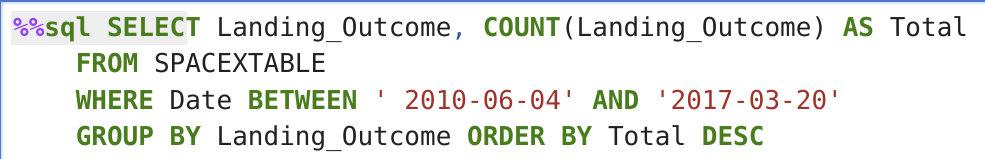 %%sql SELECT Landing_Outcome, COUNT(Landing_Outcome) AS Total
FROM SPACEXTABLE
WHERE Date BETWEEN ' 2010-06-04' AND '2017-03-20'
GROUP BY Landing_Outcome ORDER BY Total DESC